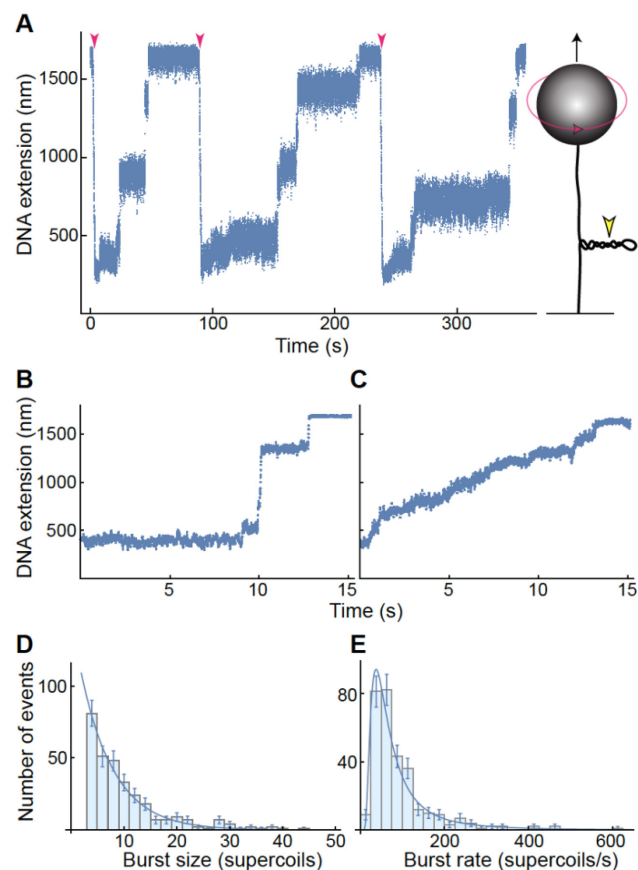 A
DNA extension (nm)
1500
1000
500
0
100
200
300
Time (s)
B
C
DNA extension (nm)
1500
1000
500
5
10
15
5
10
15
Time (s)
D
E
Number of events
100
50
10
20
30
40
50
Burst size (supercoils)
80
40
200
400
600
Burst rate (supercoils/s)